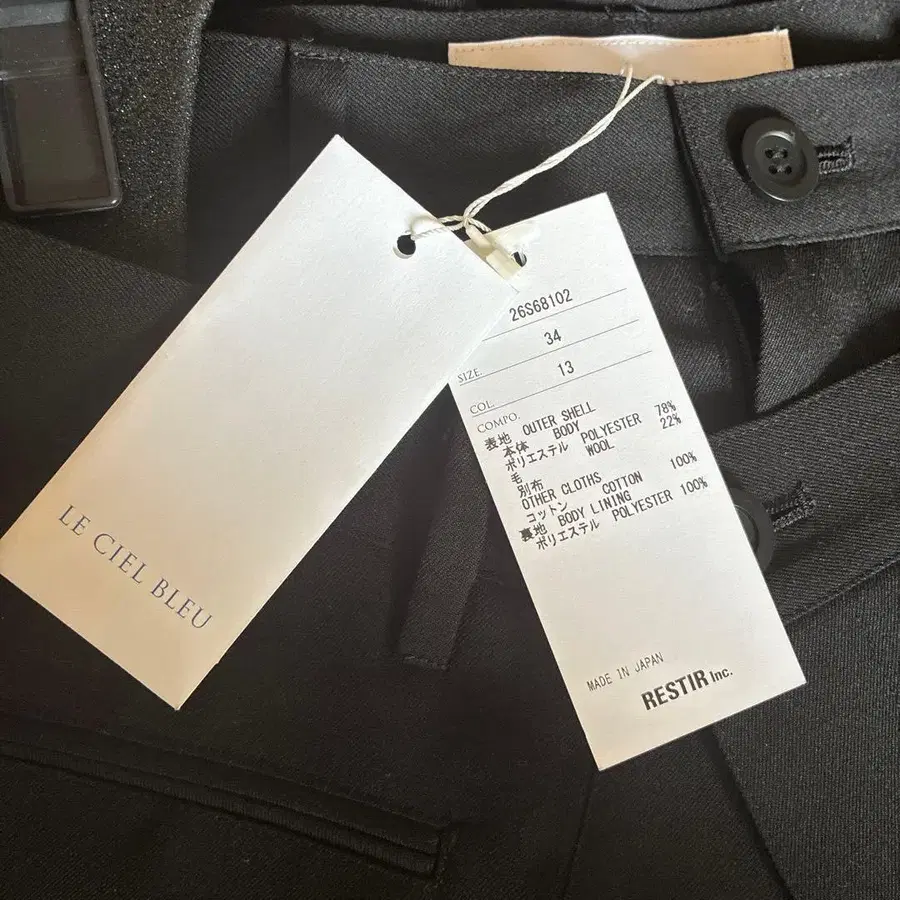 LE CIEL BLEU
26S68102
SIZE. 34
COL. 13
COMPO.
表地 OUTER SHELL
本体 BODY
ポリエステル POLYESTER 78%
毛 WOOL 22%
別布
OTHER CLOTHS
コットン COTTON 100%
裏地 BODY LINING
ポリエステル POLYESTER 100%
MADE IN JAPAN
RESTIR Inc.